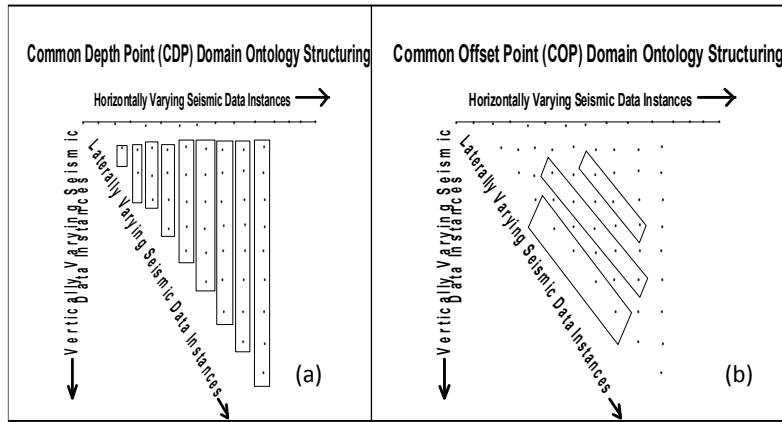 Common Depth Point (CDP) Domain Ontology Structuring
Horizontally Varying Seismic Data Instances
Vertically Varying Seismic
Data Instances
Laterally Varying Seismic Data Instances
(a)
Common Offset Point (COP) Domain Ontology Structuring
Horizontally Varying Seismic Data Instances
Vertically Varying Seismic
Data Instances
Laterally Varying Seismic Data Instances
(b)